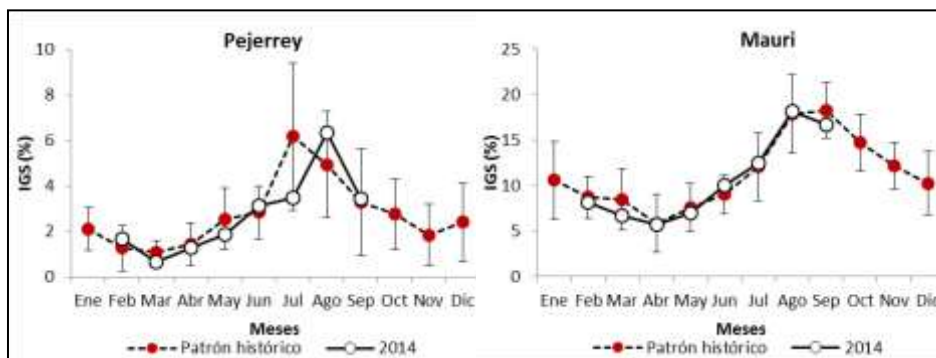 Pejerrey
IGS (%)
10
8
6
4
2
0
Ene Feb Mar Abr May Jun Jul Ago Sep Oct Nov Dic
Meses
Patrón histórico 2014
Mauri
IGS (%)
25
20
15
10
5
0
Ene Feb Mar Abr May Jun Jul Ago Sep Oct Nov Dic
Meses
Patrón histórico 2014